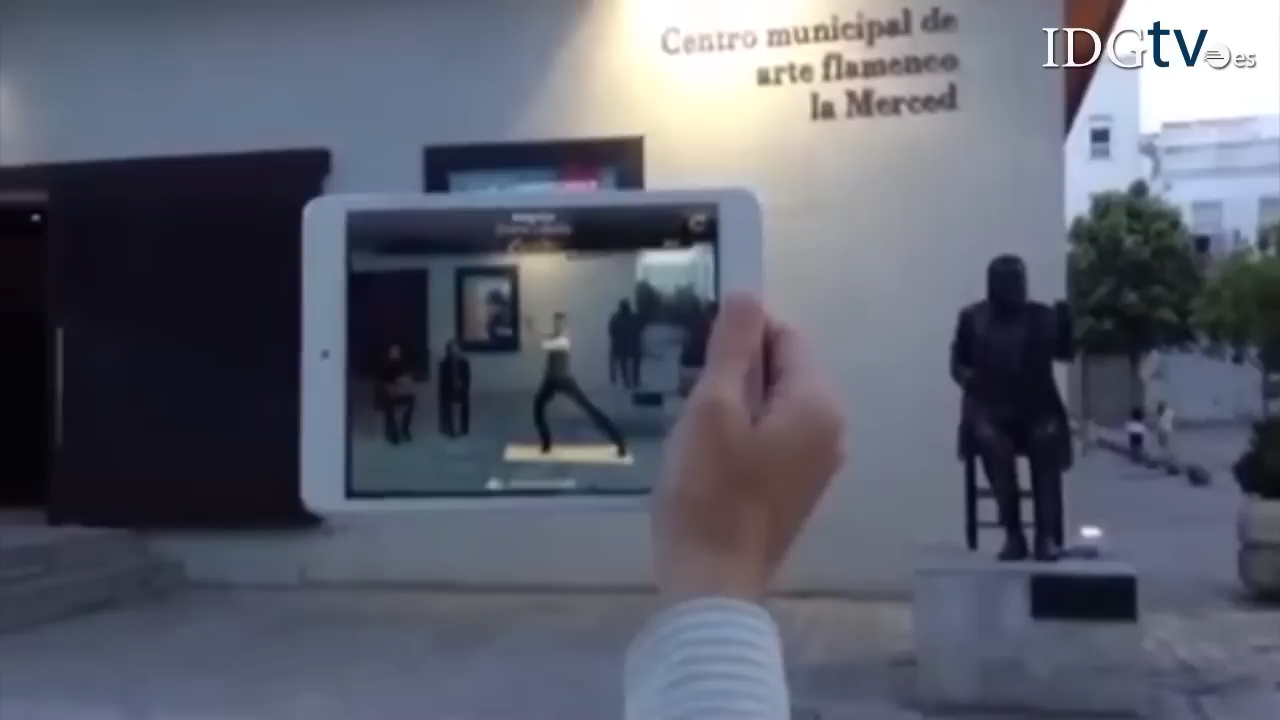 Centro municipal de
arte flamenco
la Merced
IDGtv.es